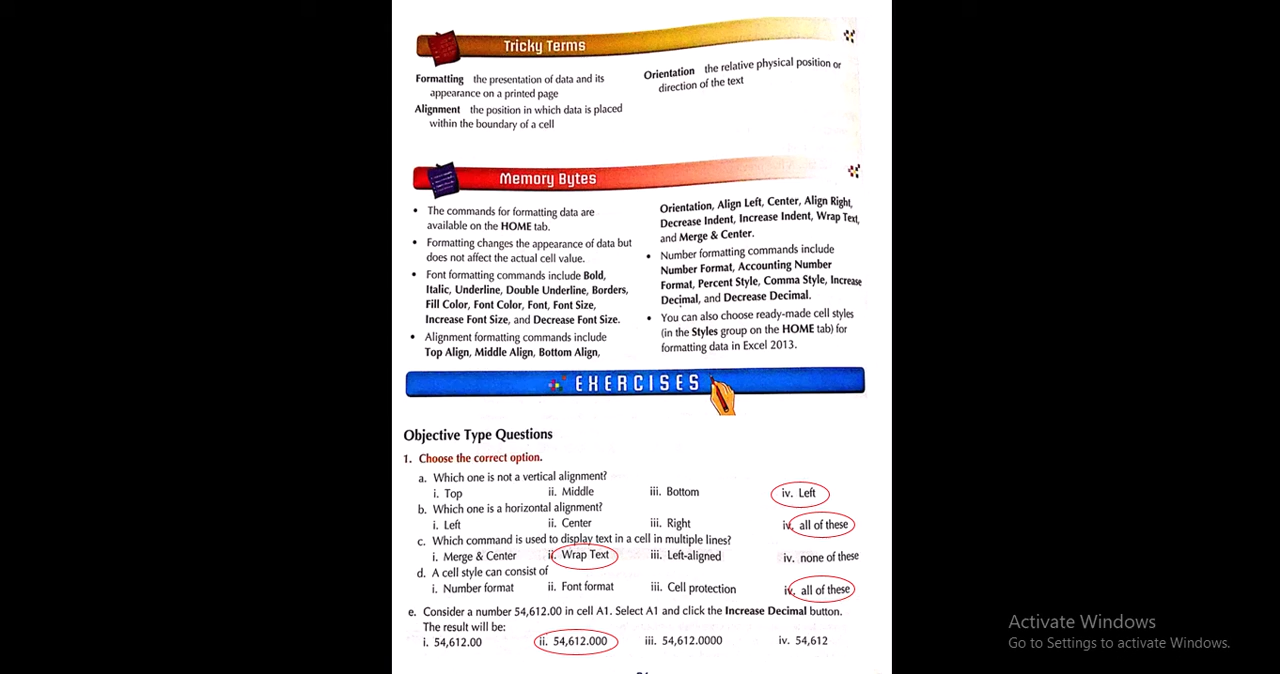 Tricky Terms
Formatting the presentation of data and its
appearance on a printed page
Alignment the position in which data is placed
within the boundary of a cell
Orientation the relative physical position or
direction of the text
Memory Bytes
• The commands for formatting data are
available on the HOME tab.
• Formatting changes the appearance of data but
does not affect the actual cell value.
• Font formatting commands include Bold,
Italic, Underline, Double Underline, Borders,
Fill Color, Font Color, Font, Font Size,
Increase Font Size, and Decrease Font Size.
• Alignment formatting commands include
Top Align, Middle Align, Bottom Align,
Orientation, Align Left, Center, Align Right,
Decrease Indent, Increase Indent, Wrap Text,
and Merge & Center.
• Number formatting commands include
Number Format, Accounting Number
Format, Percent Style, Comma Style, Increase
Decimal, and Decrease Decimal.
• You can also choose ready-made cell styles
(in the Styles group on the HOME tab) for
formatting data in Excel 2013.
EXERCISES
Objective Type Questions
1. Choose the correct option.
a. Which one is not a vertical alignment?
i. Top ii. Middle iii. Bottom iv. Left
b. Which one is a horizontal alignment?
i. Left ii. Center iii. Right iv. all of these
c. Which command is used to display text in a cell in multiple lines?
i. Merge & Center ii. Wrap Text iii. Left-aligned iv. none of these
d. A cell style can consist of
i. Number format ii. Font format iii. Cell protection iv. all of these
e. Consider a number 54,612.00 in cell A1. Select A1 and click the Increase Decimal button.
The result will be:
i. 54,612.00 ii. 54,612.000 iii. 54,612.0000 iv. 54,612
Activate Windows
Go to Settings to activate Windows.